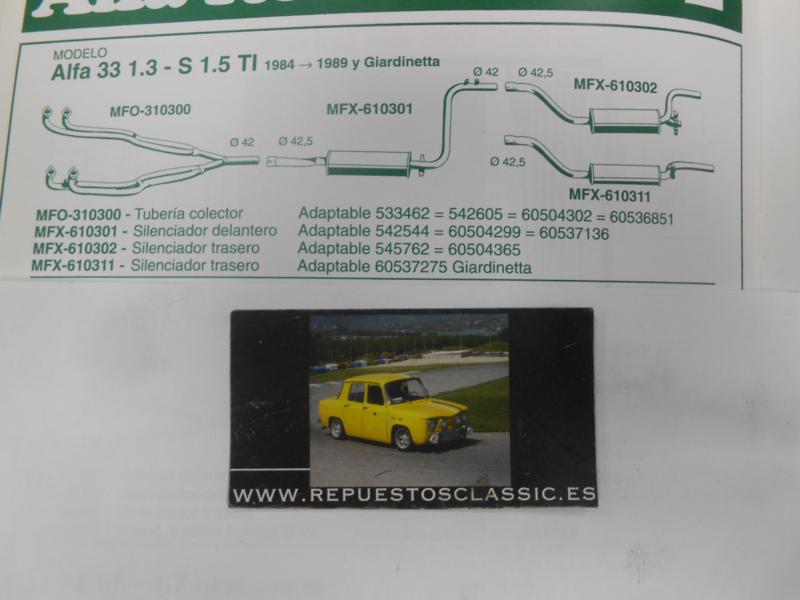 MODELO
Alfa 33 1.3 - S 1.5 TI 1984 → 1989 y Giardinetta
MFO-310300
Ø 42
Ø 42,5
MFX-610301
Ø 42
Ø 42,5
MFX-610302
Ø 42,5
MFX-610311
MFO-310300 - Tubería colector Adaptable 533462 = 542605 = 60504302 = 60536851
MFX-610301 - Silenciador delantero Adaptable 542544 = 60504299 = 60537136
MFX-610302 - Silenciador trasero Adaptable 545762 = 60504365
MFX-610311 - Silenciador trasero Adaptable 60537275 Giardinetta
WWW.REPUESTOSCLASSIC.ES